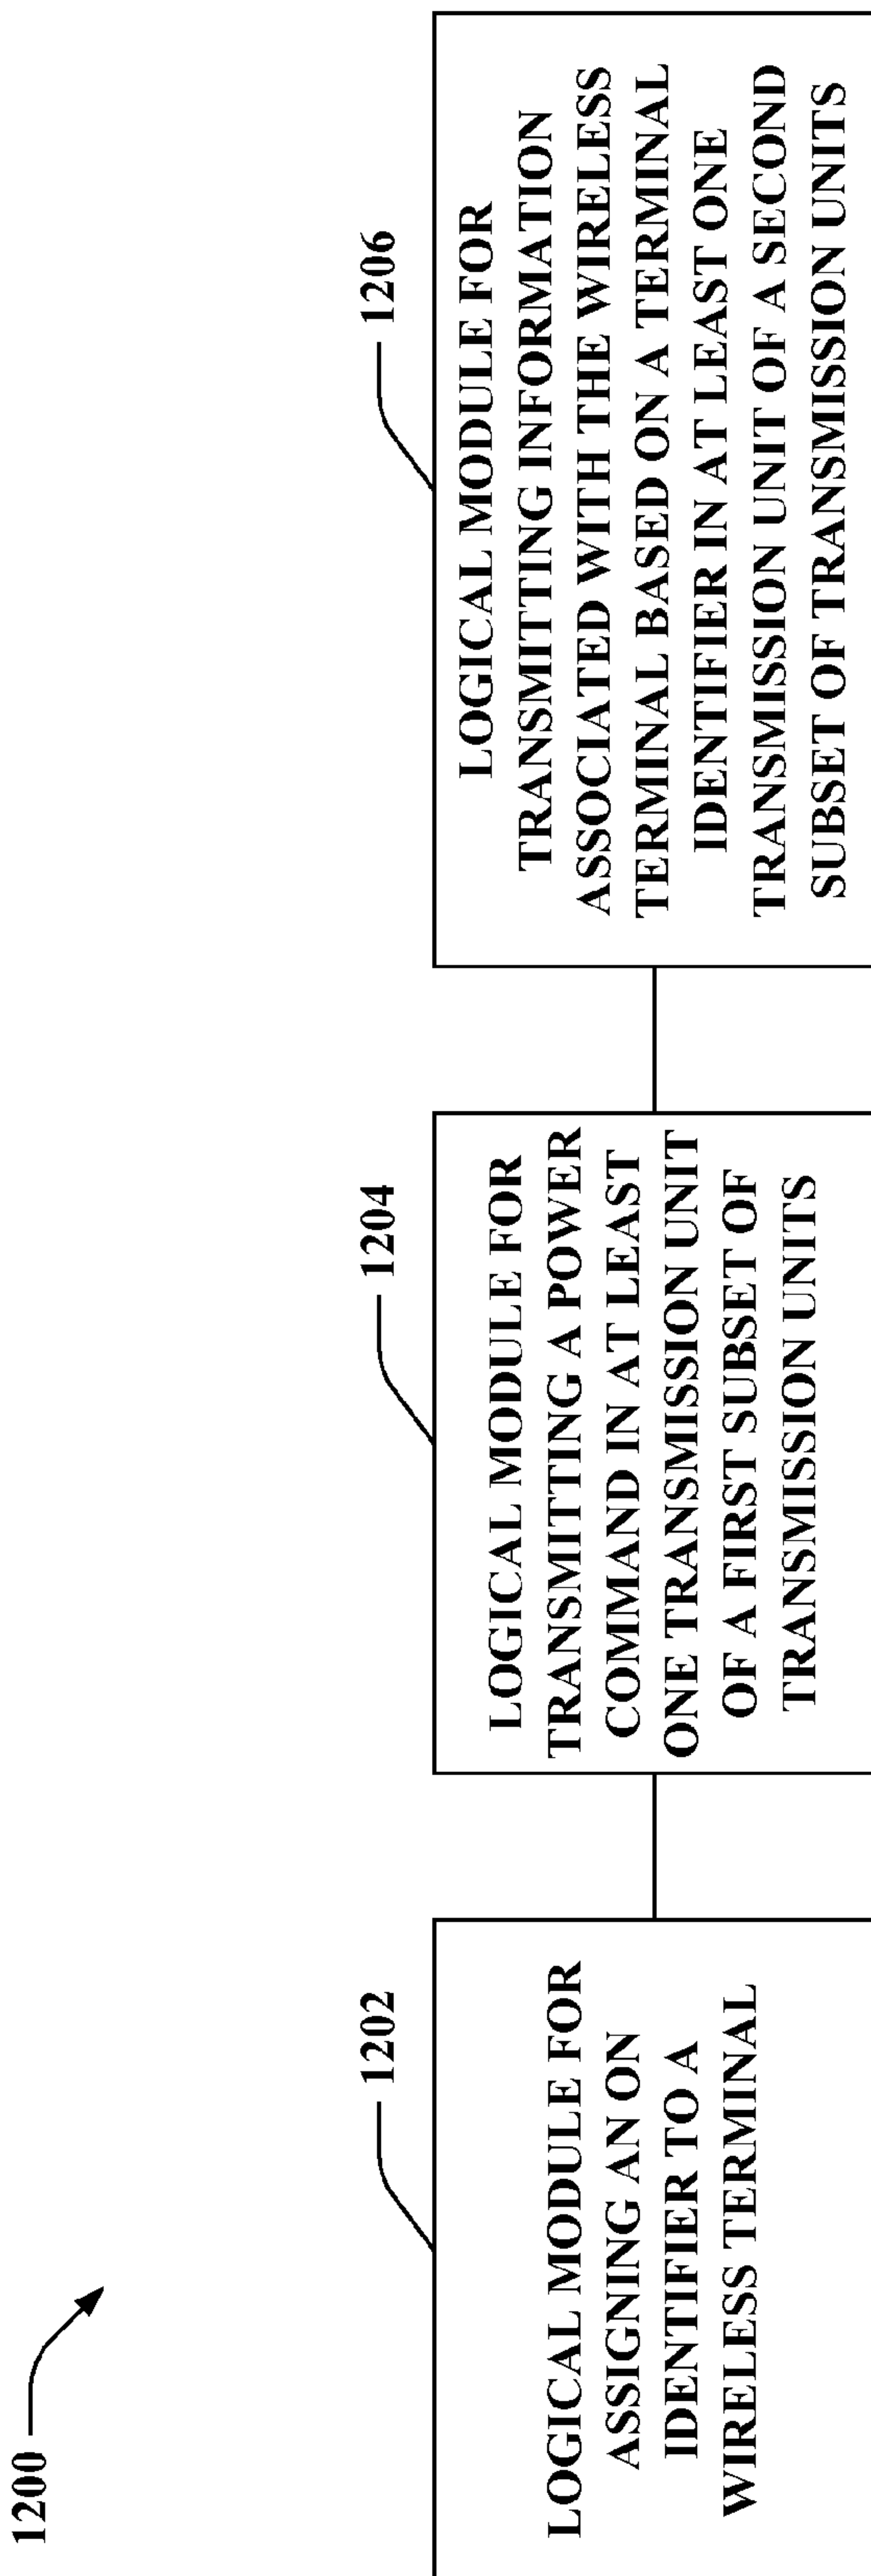 1200
1202
LOGICAL MODULE FOR
ASSIGNING AN ON
IDENTIFIER TO A
WIRELESS TERMINAL
1204
LOGICAL MODULE FOR
TRANSMITTING A POWER
COMMAND IN AT LEAST
ONE TRANSMISSION UNIT
OF A FIRST SUBSET OF
TRANSMISSION UNITS
1206
LOGICAL MODULE FOR
TRANSMITTING INFORMATION
ASSOCIATED WITH THE WIRELESS
TERMINAL BASED ON A TERMINAL
IDENTIFIER IN AT LEAST ONE
TRANSMISSION UNIT OF A SECOND
SUBSET OF TRANSMISSION UNITS